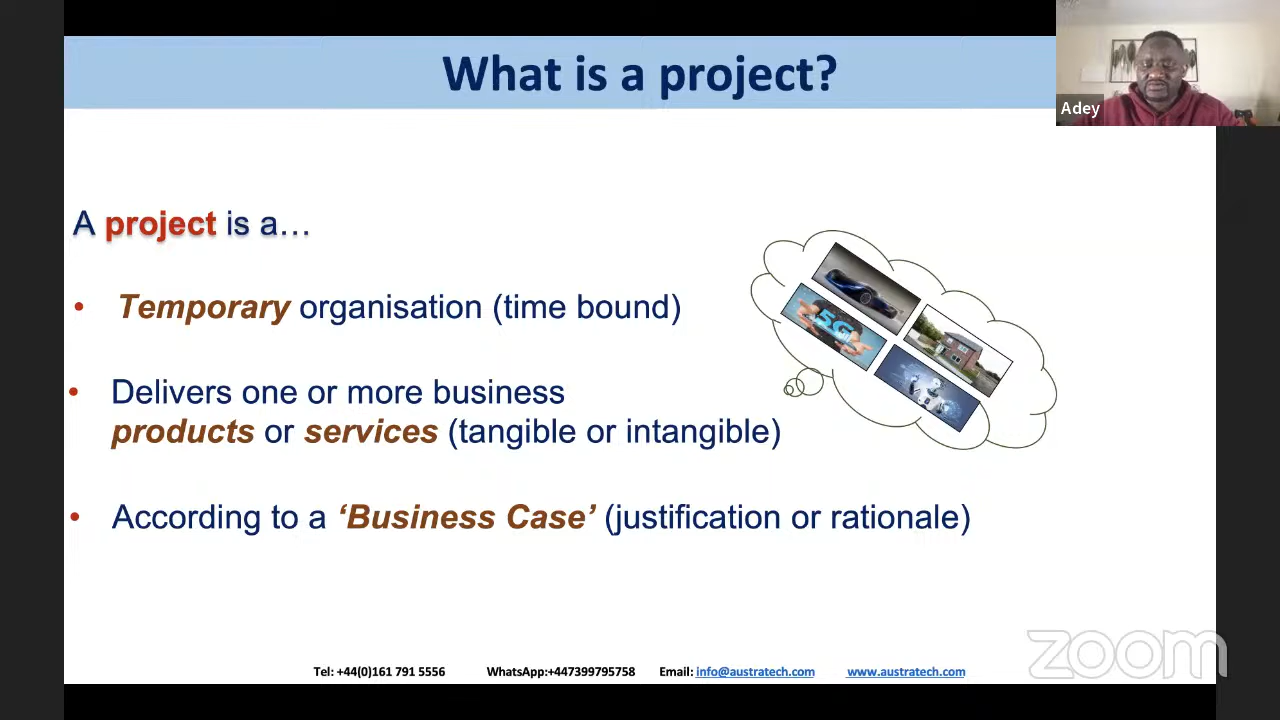 What is a project?
Adey
A project is a…
• Temporary organisation (time bound)
• Delivers one or more business
products or services (tangible or intangible)
5G
• According to a ‘Business Case’ (justification or rationale)
zoom
Tel: +44(0)161 791 5556 WhatsApp:+447399795758 Email: info@austratech.com www.austratech.com